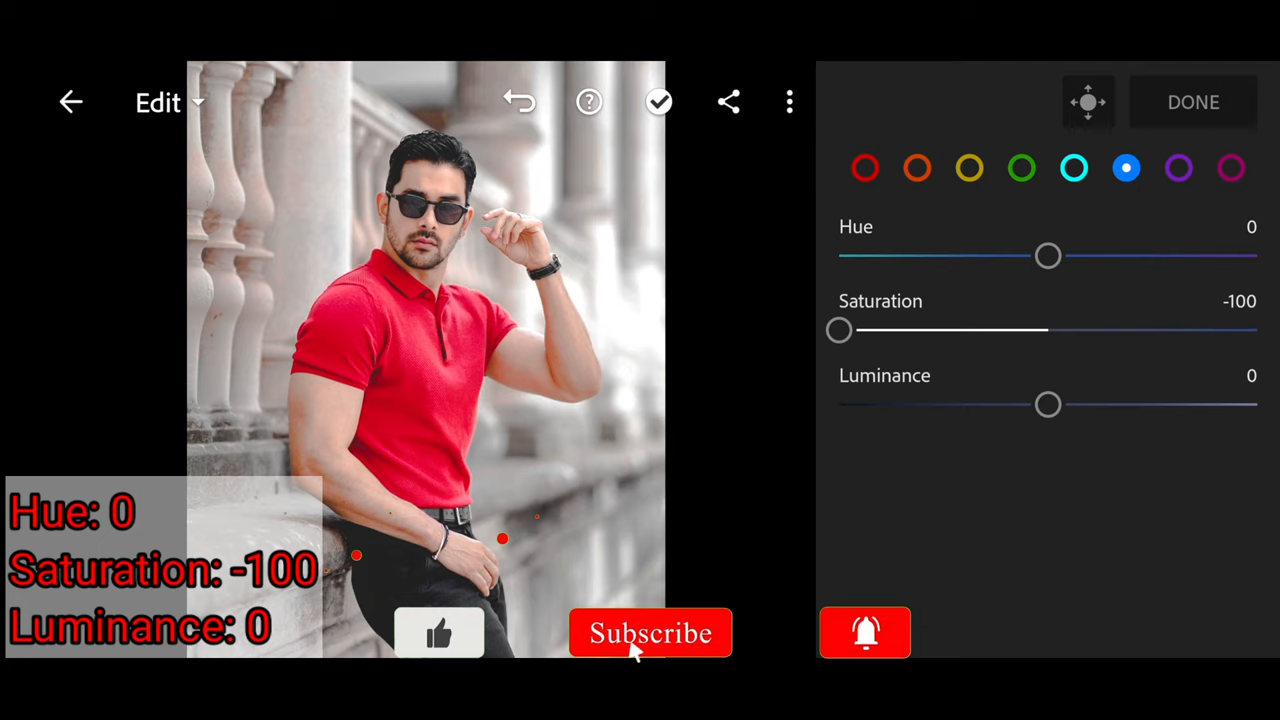 Edit
DONE
Hue
0
Saturation
-100
Luminance
0
Hue: 0
Saturation: -100
Luminance: 0
Subscribe